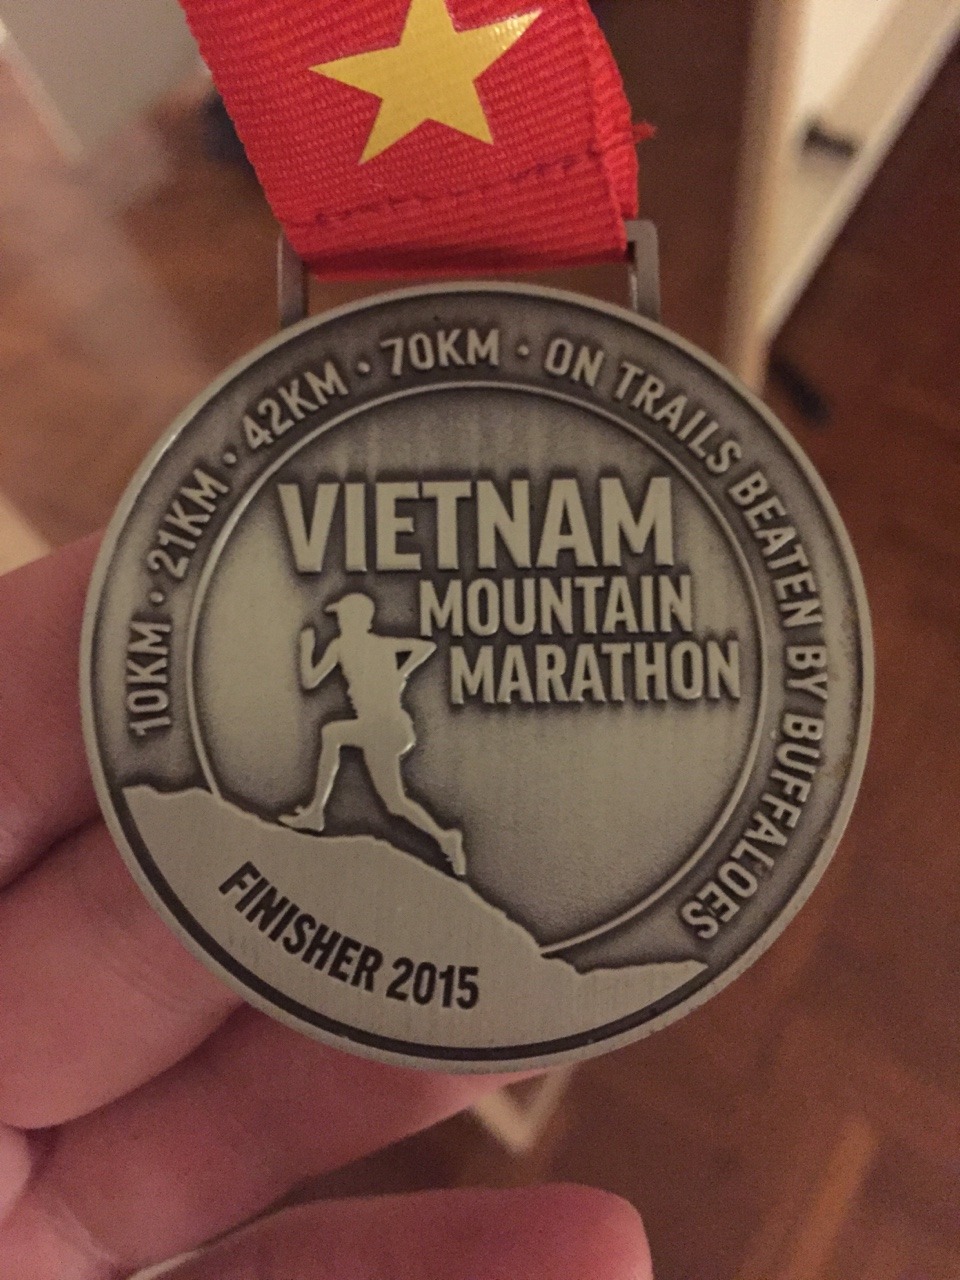 10KM • 21KM • 42KM • 70KM • ON TRAILS BEATEN BY BUFFALOES
VIETNAM
MOUNTAIN
MARATHON
FINISHER 2015